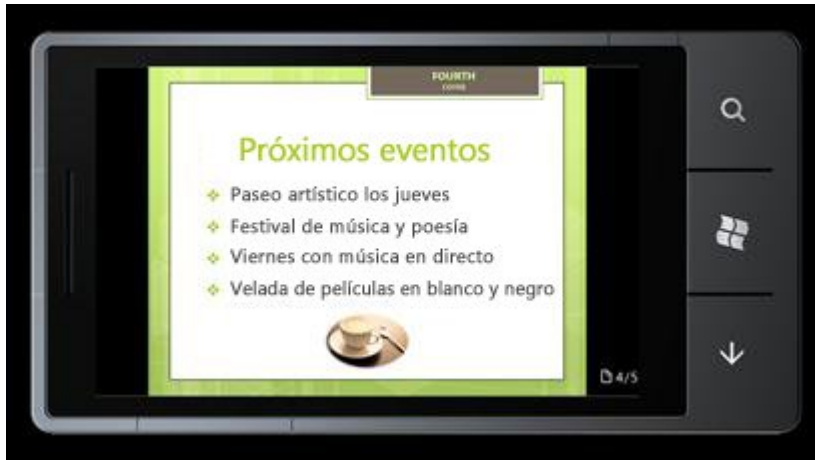 FOURTH
COFFEE
Próximos eventos
Paseo artístico los jueves
Festival de música y poesía
Viernes con música en directo
Velada de películas en blanco y negro
4/5